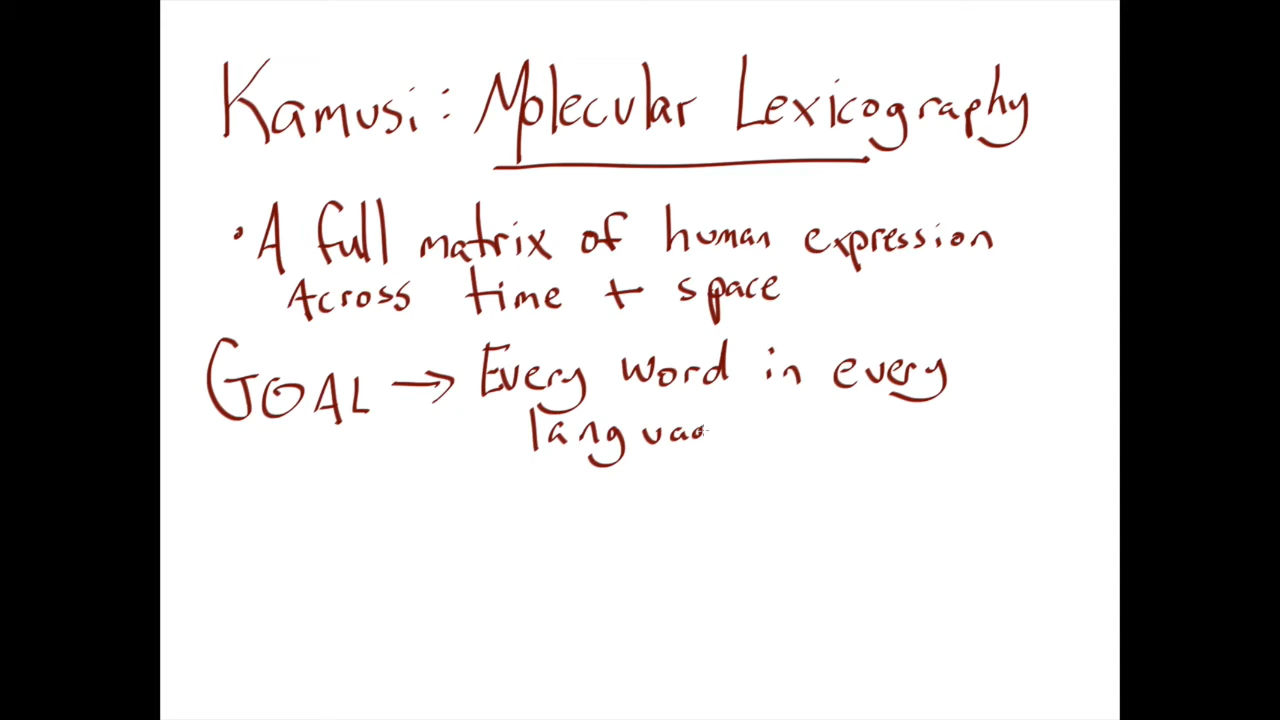 Kamusi: Molecular Lexicography
• A full matrix of human expression
Across time + space
GOAL → Every word in every
languag